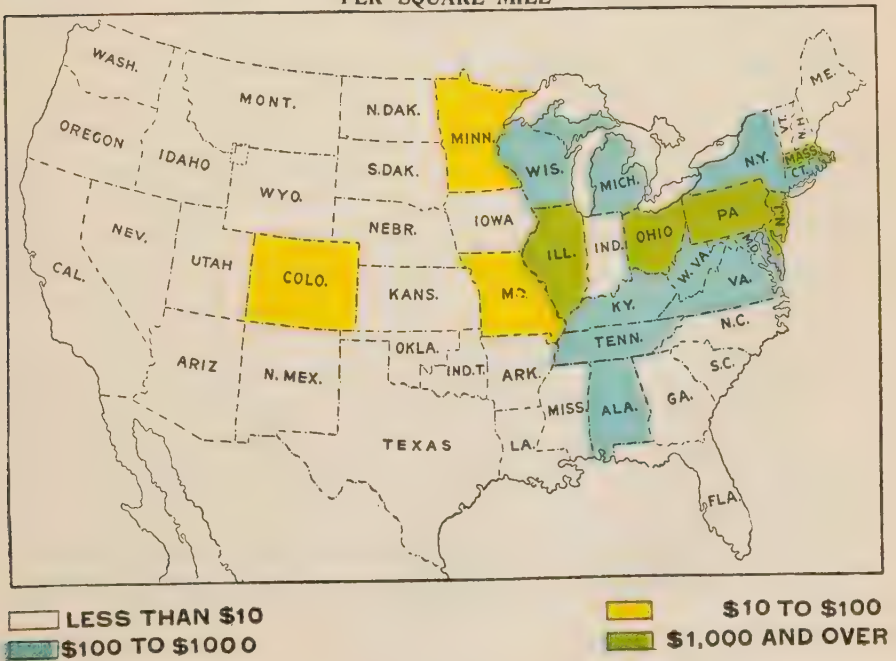 PER SQUARE MILE
WASH.
MONT.
N.DAK.
MINN.
ME.
OREGON
IDAHO
S.DAK.
WIS.
MICH.
N.Y.
VT.
N.H.
MASS.
CT.
WYO.
NEV.
UTAH
NEBR.
IOWA
ILL.
IND.
OHIO
PA
N.J.
CAL.
COLO.
KANS.
MO.
KY.
W.VA.
MD.
VA.
ARIZ
N. MEX.
OKLA.
IND.T.
ARK.
TENN.
N.C.
S.C.
TEXAS
LA.
MISS.
ALA.
GA.
FLA.
LESS THAN $10
$100 TO $1000
$10 TO $100
$1,000 AND OVER